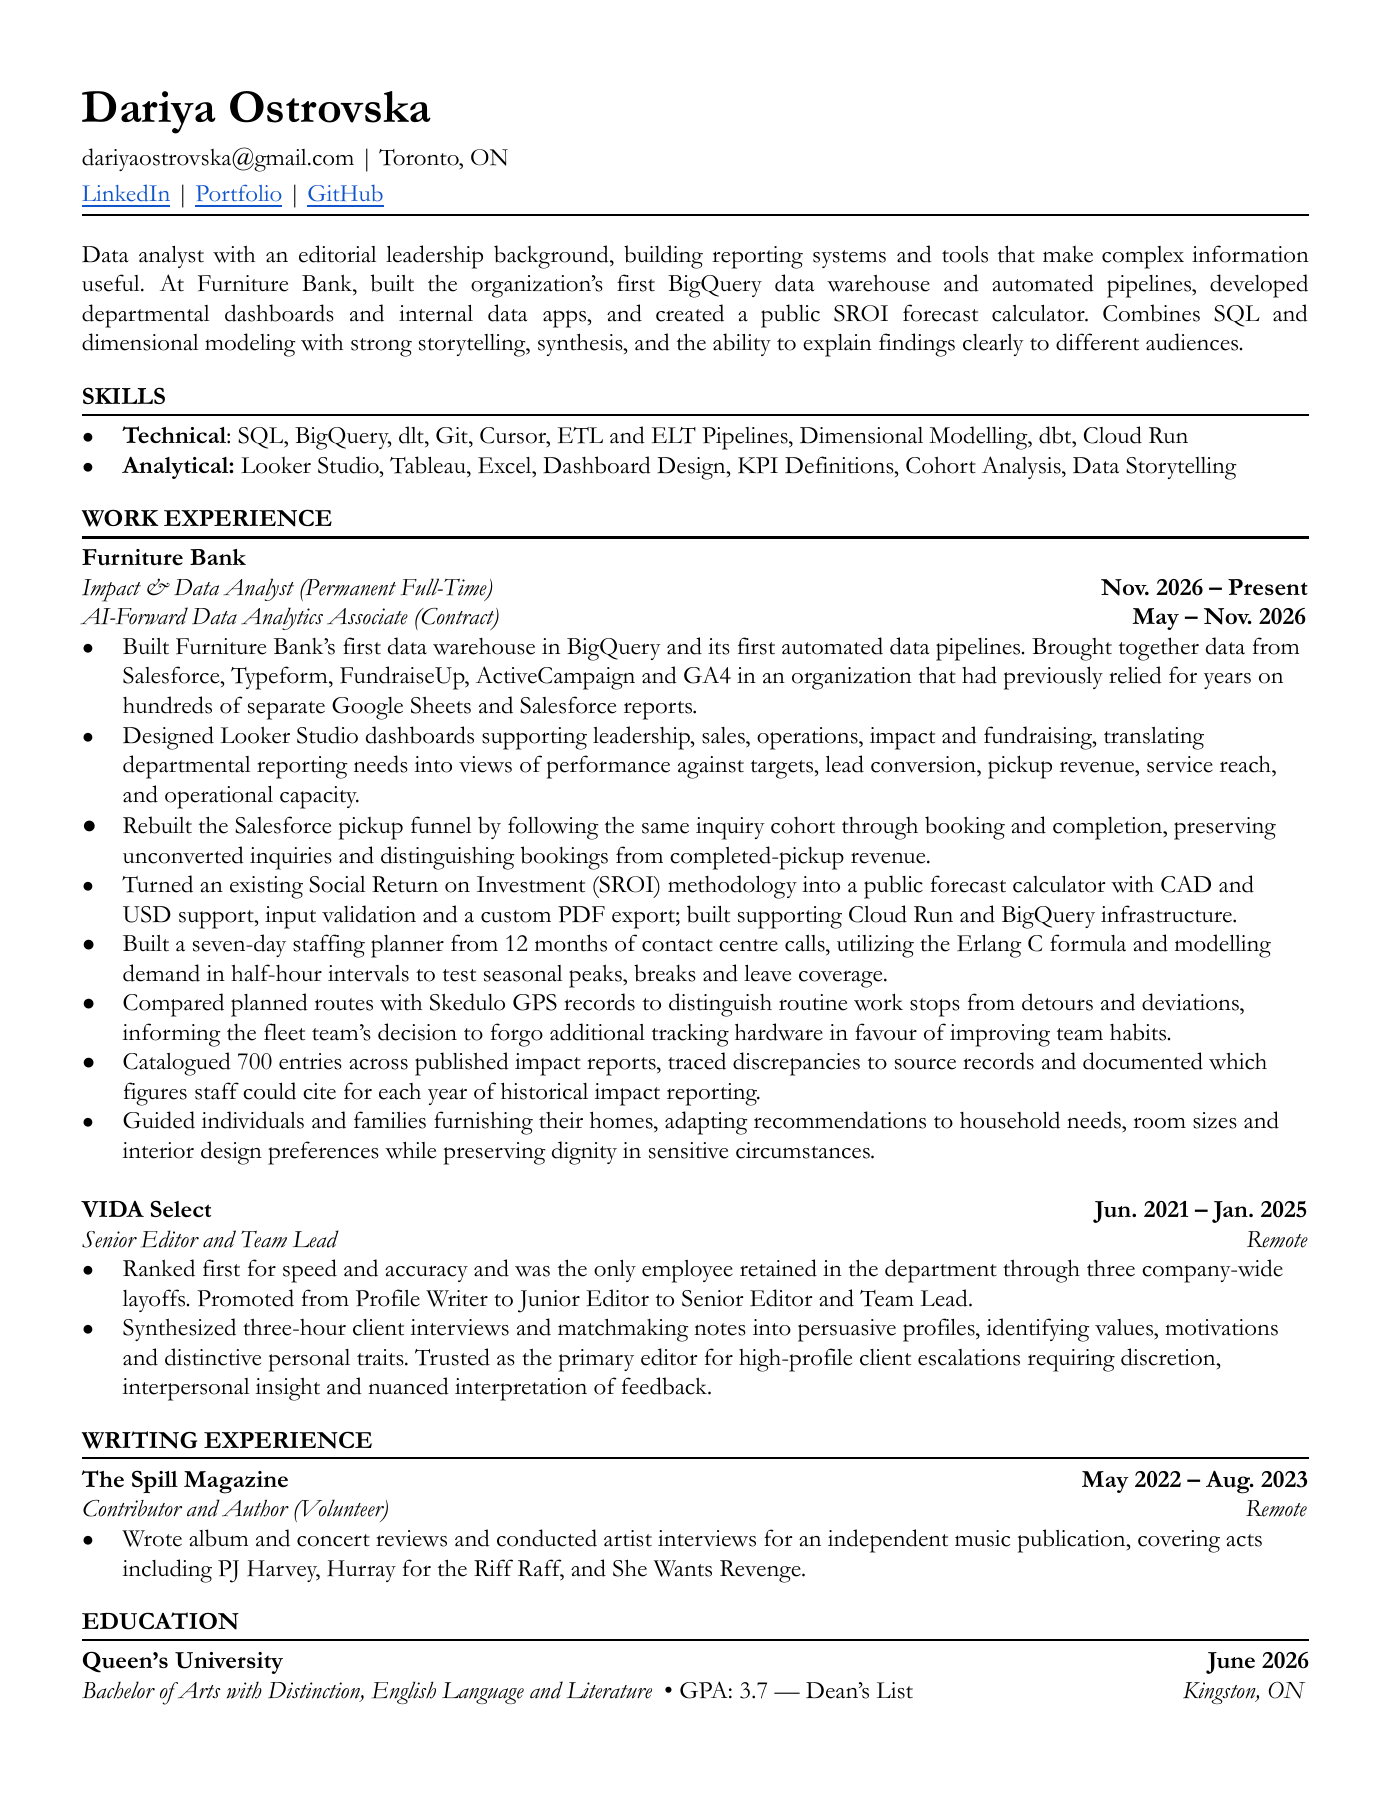 Dariya Ostrovska
dariyaostrovska@gmail.com | Toronto, ON
LinkedIn | Portfolio | GitHub
Data analyst with an editorial leadership background, building reporting systems and tools that make complex information
useful. At Furniture Bank, built the organization’s first BigQuery data warehouse and automated pipelines, developed
departmental dashboards and internal data apps, and created a public SROI forecast calculator. Combines SQL and
dimensional modeling with strong storytelling, synthesis, and the ability to explain findings clearly to different audiences.
SKILLS
● Technical: SQL, BigQuery, dlt, Git, Cursor, ETL and ELT Pipelines, Dimensional Modelling, dbt, Cloud Run
● Analytical: Looker Studio, Tableau, Excel, Dashboard Design, KPI Definitions, Cohort Analysis, Data Storytelling
WORK EXPERIENCE
Furniture Bank
Impact & Data Analyst (Permanent Full-Time) Nov. 2026 – Present
AI-Forward Data Analytics Associate (Contract) May – Nov. 2026
● Built Furniture Bank’s first data warehouse in BigQuery and its first automated data pipelines. Brought together data from
Salesforce, Typeform, FundraiseUp, ActiveCampaign and GA4 in an organization that had previously relied for years on
hundreds of separate Google Sheets and Salesforce reports.
● Designed Looker Studio dashboards supporting leadership, sales, operations, impact and fundraising, translating
departmental reporting needs into views of performance against targets, lead conversion, pickup revenue, service reach,
and operational capacity.
● Rebuilt the Salesforce pickup funnel by following the same inquiry cohort through booking and completion, preserving
unconverted inquiries and distinguishing bookings from completed-pickup revenue.
● Turned an existing Social Return on Investment (SROI) methodology into a public forecast calculator with CAD and
USD support, input validation and a custom PDF export; built supporting Cloud Run and BigQuery infrastructure.
● Built a seven-day staffing planner from 12 months of contact centre calls, utilizing the Erlang C formula and modelling
demand in half-hour intervals to test seasonal peaks, breaks and leave coverage.
● Compared planned routes with Skedulo GPS records to distinguish routine work stops from detours and deviations,
informing the fleet team’s decision to forgo additional tracking hardware in favour of improving team habits.
● Catalogued 700 entries across published impact reports, traced discrepancies to source records and documented which
figures staff could cite for each year of historical impact reporting.
● Guided individuals and families furnishing their homes, adapting recommendations to household needs, room sizes and
interior design preferences while preserving dignity in sensitive circumstances.
VIDA Select Jun. 2021 – Jan. 2025
Senior Editor and Team Lead Remote
● Ranked first for speed and accuracy and was the only employee retained in the department through three company-wide
layoffs. Promoted from Profile Writer to Junior Editor to Senior Editor and Team Lead.
● Synthesized three-hour client interviews and matchmaking notes into persuasive profiles, identifying values, motivations
and distinctive personal traits. Trusted as the primary editor for high-profile client escalations requiring discretion,
interpersonal insight and nuanced interpretation of feedback.
WRITING EXPERIENCE
The Spill Magazine May 2022 – Aug. 2023
Contributor and Author (Volunteer) Remote
● Wrote album and concert reviews and conducted artist interviews for an independent music publication, covering acts
including PJ Harvey, Hurray for the Riff Raff, and She Wants Revenge.
EDUCATION
Queen’s University June 2026
Bachelor of Arts with Distinction, English Language and Literature • GPA: 3.7 — Dean’s List Kingston, ON